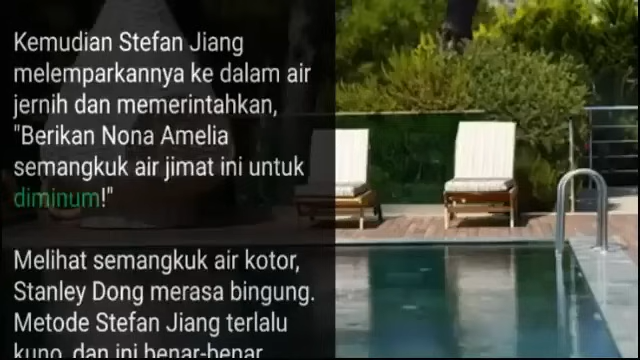 Kemudian Stefan Jiang
melemparkannya ke dalam air
jernih dan memerintahkan,
"Berikan Nona Amelia
semangkuk air jimat ini untuk
diminum!"
Melihat semangkuk air kotor,
Stanley Dong merasa bingung.
Metode Stefan Jiang terlalu
kuno, dan ini benar-benar